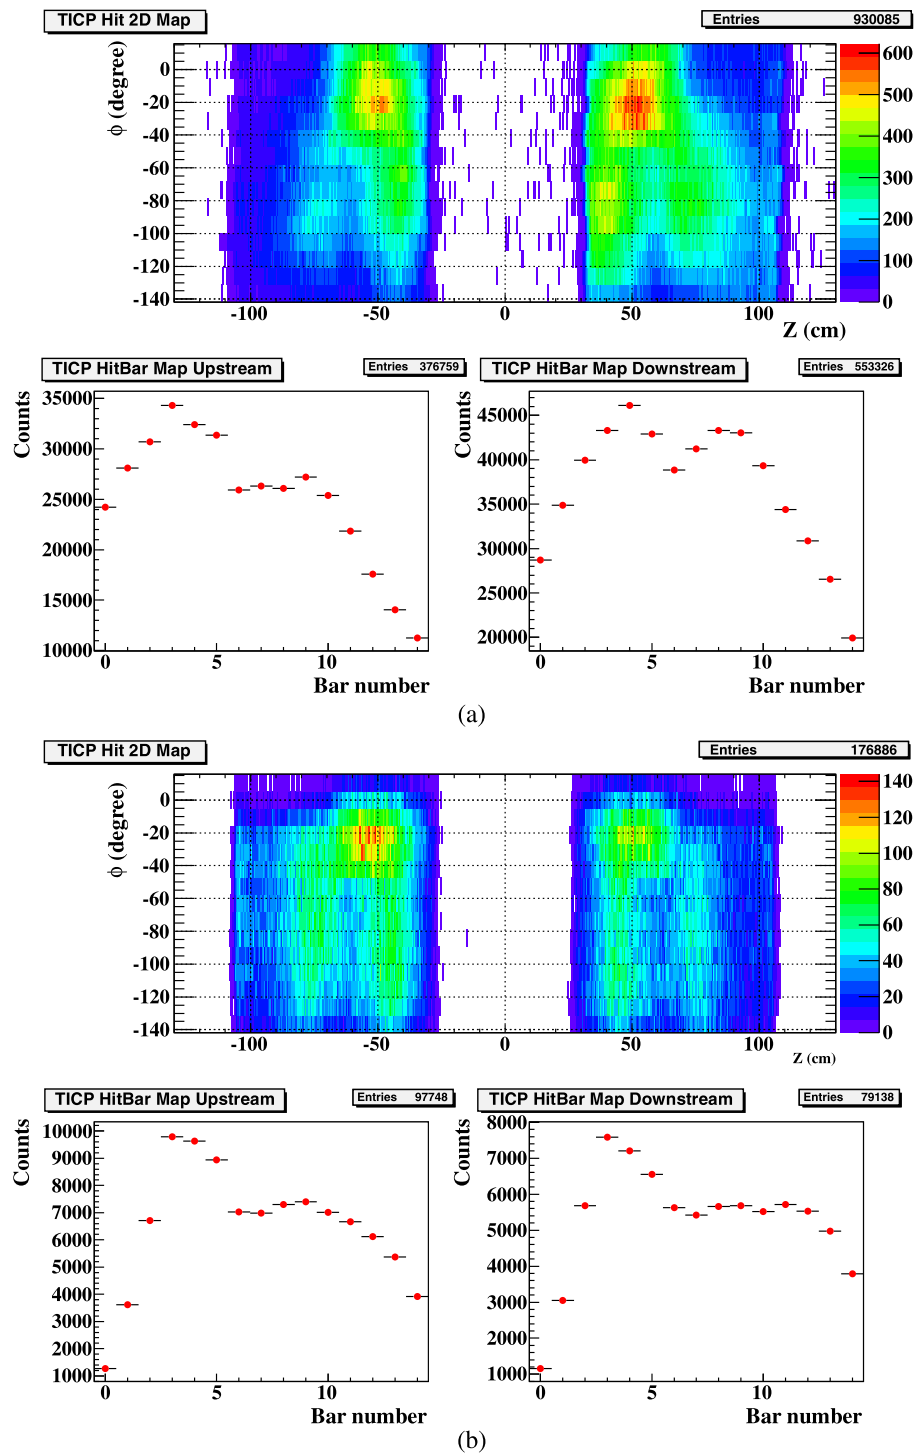 TICP Hit 2D Map
Entries 930085
φ (degree)
0
-20
-40
-60
-80
-100
-120
-140
-100 -50 0 50 100
Z (cm)
600
500
400
300
200
100
0
TICP HitBar Map Upstream
Entries 376759
Counts
35000
30000
25000
20000
15000
10000
0 5 10
Bar number
TICP HitBar Map Downstream
Entries 553326
Counts
45000
40000
35000
30000
25000
20000
0 5 10
Bar number
(a)
TICP Hit 2D Map
Entries 176886
φ (degree)
0
-20
-40
-60
-80
-100
-120
-140
-100 -50 0 50 100
Z (cm)
140
120
100
80
60
40
20
0
TICP HitBar Map Upstream
Entries 97748
Counts
10000
9000
8000
7000
6000
5000
4000
3000
2000
1000
0 5 10
Bar number
TICP HitBar Map Downstream
Entries 79138
Counts
8000
7000
6000
5000
4000
3000
2000
1000
0 5 10
Bar number
(b)